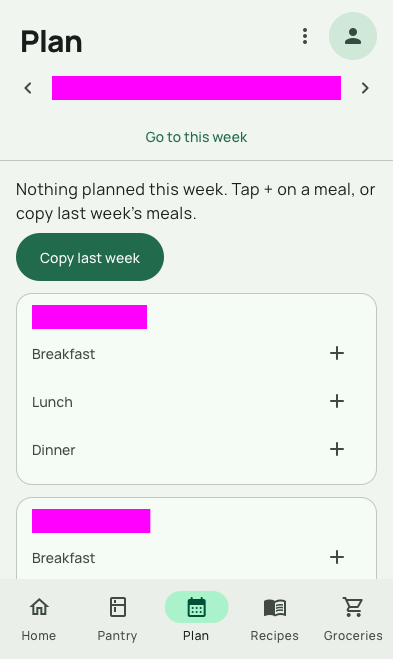 Plan
Go to this week
Nothing planned this week. Tap + on a meal, or
copy last week's meals.
Copy last week
Breakfast
Lunch
Dinner
Breakfast
Home
Pantry
Plan
Recipes
Groceries